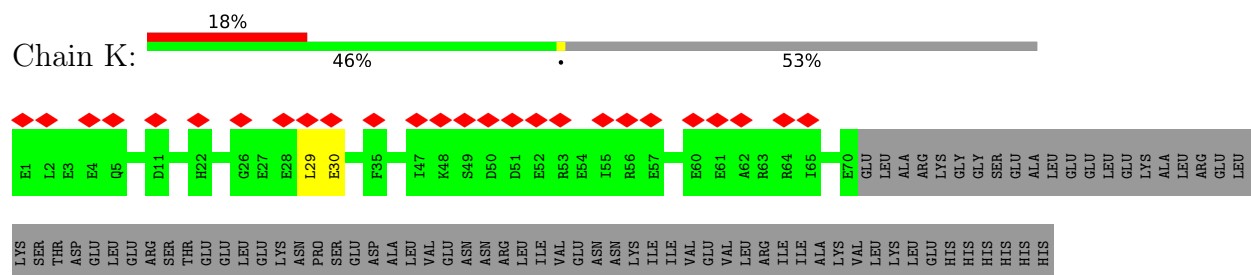 18%
Chain K:
46%
•
53%
E1 L2 E3 E4 Q5 D11 H22 G26 E27 E28 L29 E30 F35 I47 K48 S49 D50 D51 E52 R53 E54 I55 R56 E57 E60 E61 A62 R63 R64 I65 E70 GLU LEU ALA ARG LYS GLY GLY SER GLU ALA LEU GLU GLU LEU GLU LYS ALA LEU ARG GLU LEU
LYS SER THR ASP GLU LEU GLU ARG SER THR GLU GLU LEU GLU LYS ASN PRO SER GLU ASP ALA LEU VAL GLU ASN ASN ARG LEU ILE VAL GLU ASN ASN LYS ILE ILE VAL GLU VAL LEU ARG ILE ILE ALA LYS VAL LEU LYS LEU GLU HIS HIS HIS HIS HIS HIS